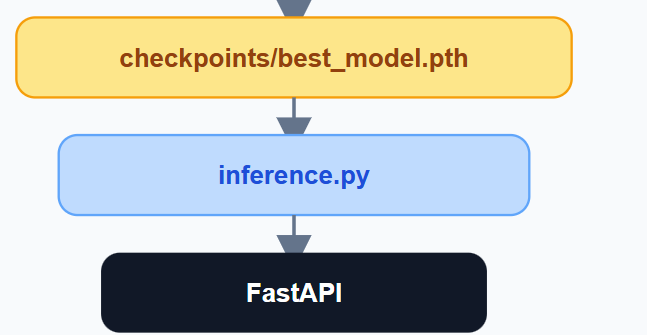 checkpoints/best_model.pth
inference.py
FastAPI